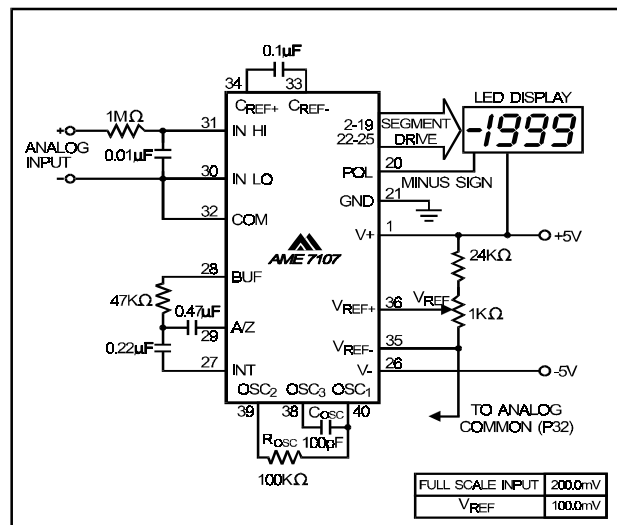 0.1µF
34 33
CREF+ CREF-
1MΩ
31 IN HI
+
ANALOG
INPUT
-
0.01µF
30 IN LO
32 COM
28 BUF
47KΩ
0.47µF
A/Z
29
0.22µF
27 INT
OSC2 OSC3 OSC1
39 38 40
COSC
100pF
ROSC
100KΩ
AME 7107
LED DISPLAY
-1999
2-19 SEGMENT
22-25 DRIVE
20
POL
MINUS SIGN
21
GND
V+ 1 +5V
24KΩ
VREF+ 36 VREF
1KΩ
VREF- 35
V- 26 -5V
TO ANALOG
COMMON (P32)
FULL SCALE INPUT 200.0mV
VREF 100.0mV